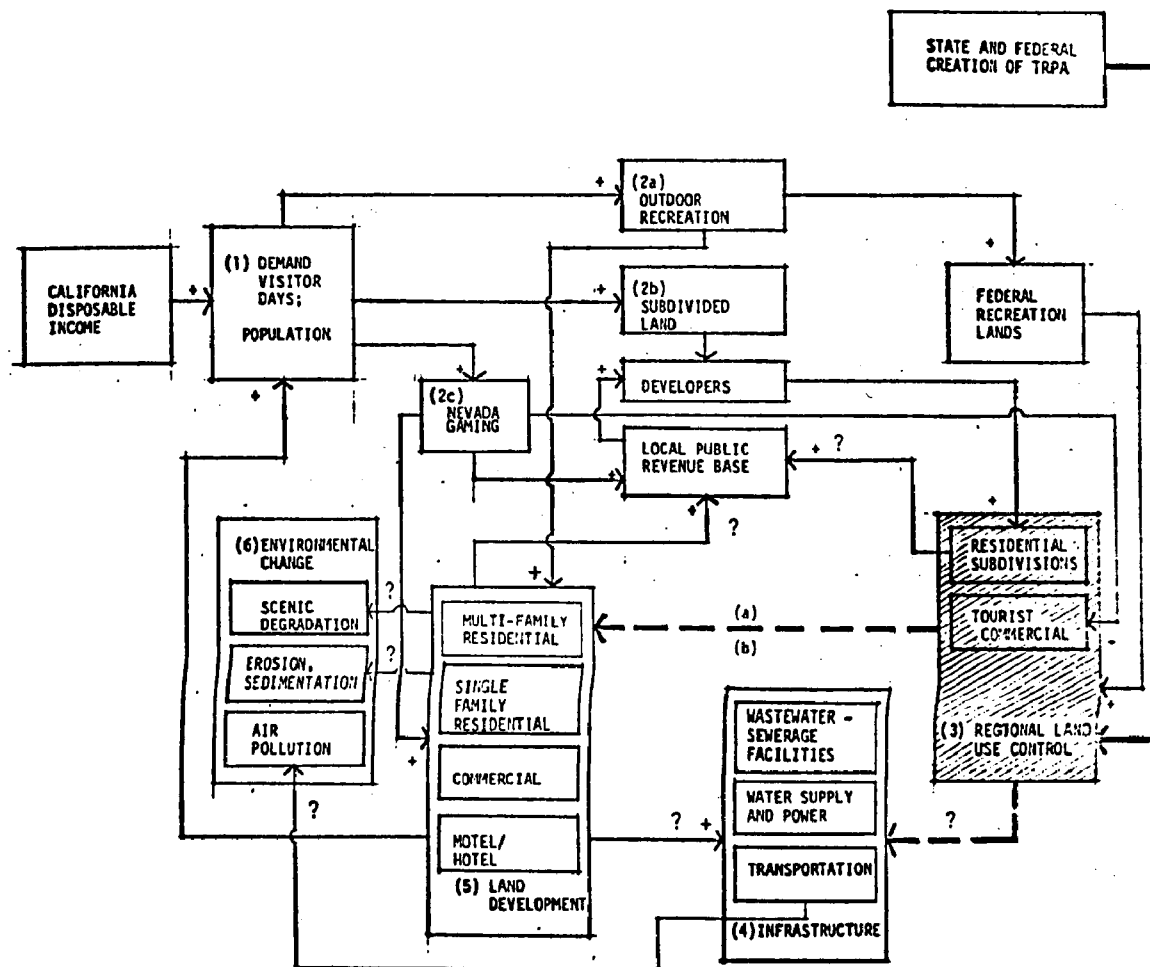 STATE AND FEDERAL
CREATION OF TRPA
+
(2a)
OUTDOOR
RECREATION
+
(1) DEMAND
VISITOR
DAYS;
POPULATION
CALIFORNIA
DISPOSABLE
INCOME
+
+
(2b)
SUBDIVIDED
LAND
FEDERAL
RECREATION
LANDS
+
DEVELOPERS
+
+
(2c)
NEVADA
GAMING
LOCAL PUBLIC
REVENUE BASE
+ ?
+
+
?
+
(6) ENVIRONMENTAL
CHANGE
SCENIC
DEGRADATION
EROSION,
SEDIMENTATION
AIR
POLLUTION
?
?
?
+
MULTI-FAMILY
RESIDENTIAL
SINGLE
FAMILY
RESIDENTIAL
COMMERCIAL
MOTEL/
HOTEL
(5) LAND
DEVELOPMENT
+
(a)
(b)
RESIDENTIAL
SUBDIVISIONS
TOURIST
COMMERCIAL
-
+
(3) REGIONAL LAND
USE CONTROL
WASTEWATER -
SEWERAGE
FACILITIES
WATER SUPPLY
AND POWER
TRANSPORTATION
(4) INFRASTRUCTURE
? +
?